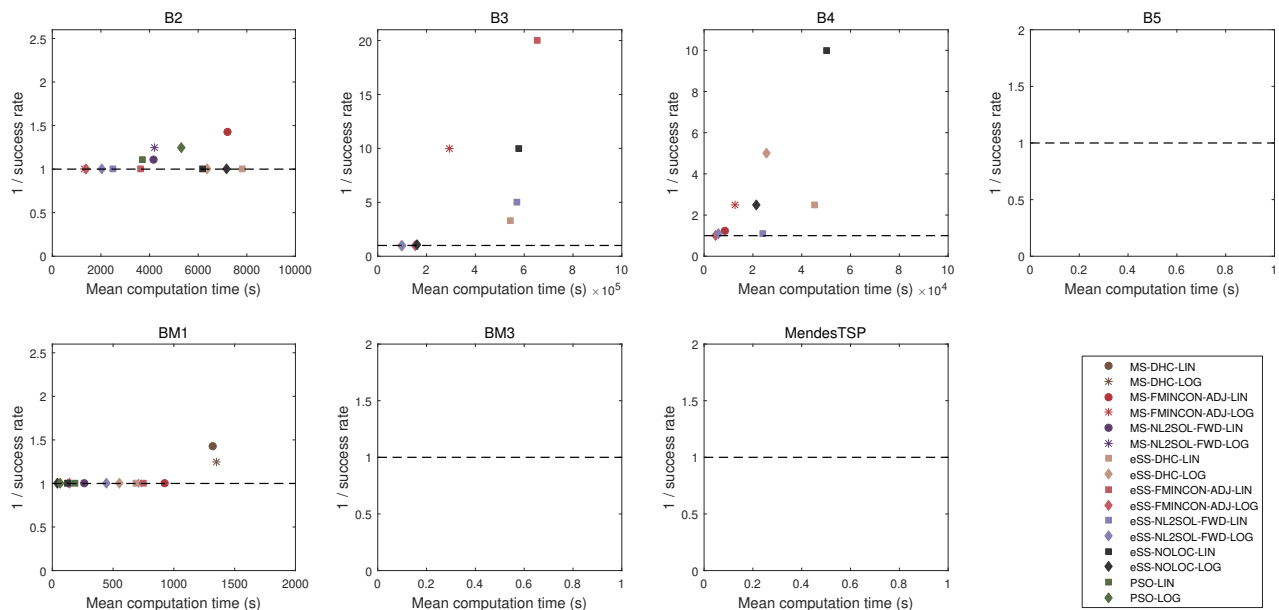 B2
2.5
2
1.5
1
0.5
0
1 / success rate
0 2000 4000 6000 8000 10000
Mean computation time (s)
B3
20
15
10
5
0
1 / success rate
0 2 4 6 8 10
Mean computation time (s) ×10^5
B4
10
8
6
4
2
0
1 / success rate
0 2 4 6 8 10
Mean computation time (s) ×10^4
B5
2
1.5
1
0.5
0
1 / success rate
0 0.2 0.4 0.6 0.8 1
Mean computation time (s)
BM1
2.5
2
1.5
1
0.5
0
1 / success rate
0 500 1000 1500 2000
Mean computation time (s)
BM3
2
1.5
1
0.5
0
1 / success rate
0 0.2 0.4 0.6 0.8 1
Mean computation time (s)
MendesTSP
2
1.5
1
0.5
0
1 / success rate
0 0.2 0.4 0.6 0.8 1
Mean computation time (s)
MS-DHC-LIN
MS-DHC-LOG
MS-FMINCON-ADJ-LIN
MS-FMINCON-ADJ-LOG
MS-NL2SOL-FWD-LIN
MS-NL2SOL-FWD-LOG
eSS-DHC-LIN
eSS-DHC-LOG
eSS-FMINCON-ADJ-LIN
eSS-FMINCON-ADJ-LOG
eSS-NL2SOL-FWD-LIN
eSS-NL2SOL-FWD-LOG
eSS-NOLOC-LIN
eSS-NOLOC-LOG
PSO-LIN
PSO-LOG